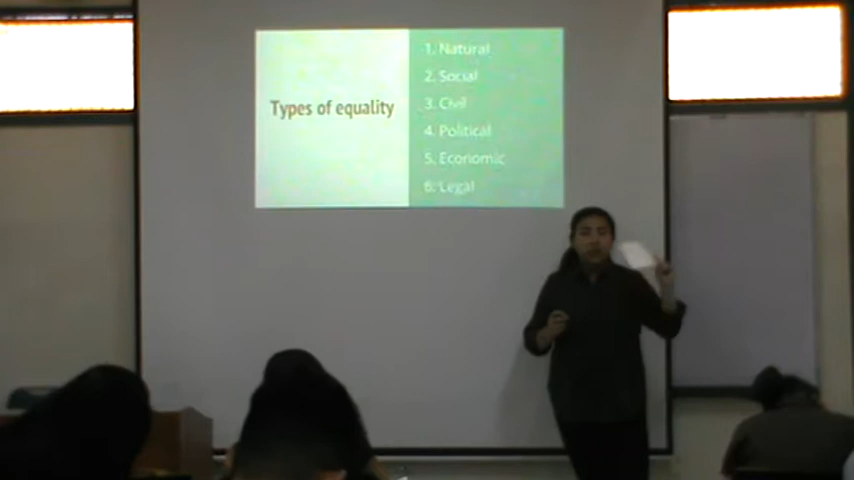 Types of equality
1. Natural
2. Social
3. Civil
4. Political
5. Economic
6. Legal